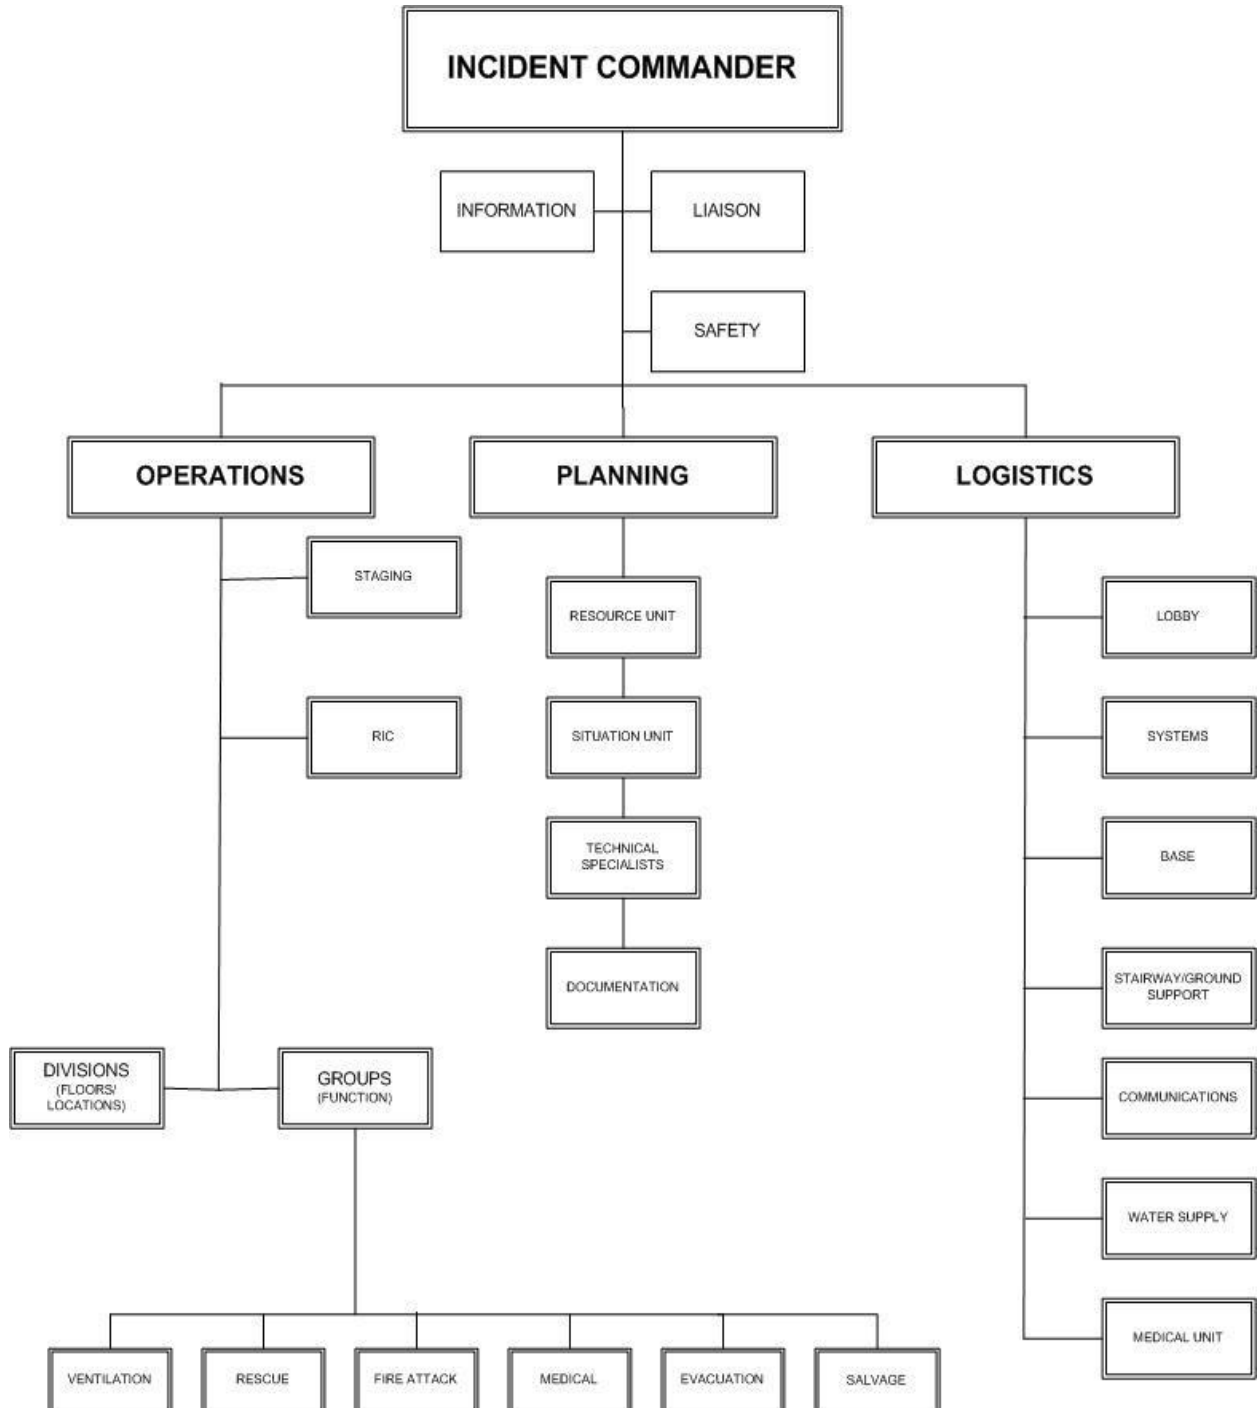 INCIDENT COMMANDER
INFORMATION
LIAISON
SAFETY
OPERATIONS
PLANNING
LOGISTICS
STAGING
RESOURCE UNIT
LOBBY
RIC
SITUATION UNIT
SYSTEMS
TECHNICAL
SPECIALISTS
BASE
DOCUMENTATION
STAIRWAY/GROUND
SUPPORT
DIVISIONS
(FLOORS/
LOCATIONS)
GROUPS
(FUNCTION)
COMMUNICATIONS
WATER SUPPLY
MEDICAL UNIT
VENTILATION
RESCUE
FIRE ATTACK
MEDICAL
EVACUATION
SALVAGE